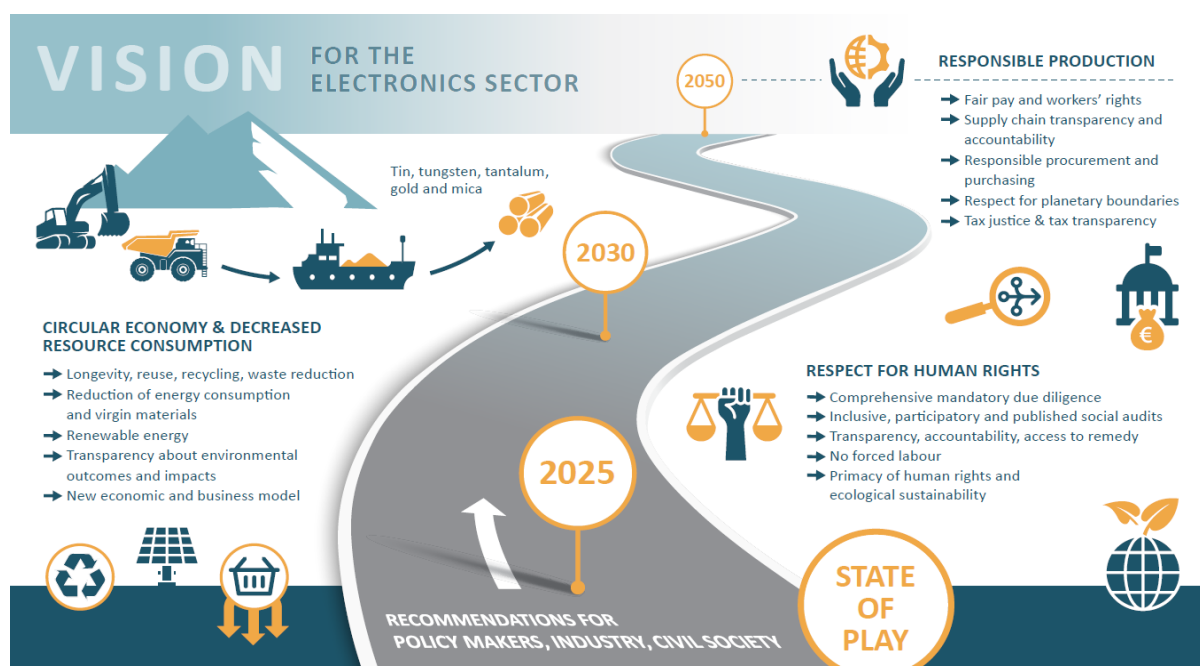 VISION
FOR THE
ELECTRONICS SECTOR
2050
RESPONSIBLE PRODUCTION
Fair pay and workers' rights
Supply chain transparency and
accountability
Responsible procurement and
purchasing
Respect for planetary boundaries
Tax justice & tax transparency
Tin, tungsten, tantalum,
gold and mica
2030
€
CIRCULAR ECONOMY & DECREASED
RESOURCE CONSUMPTION
Longevity, reuse, recycling, waste reduction
Reduction of energy consumption
and virgin materials
Renewable energy
Transparency about environmental
outcomes and impacts
New economic and business model
RESPECT FOR HUMAN RIGHTS
Comprehensive mandatory due diligence
Inclusive, participatory and published social audits
Transparency, accountability, access to remedy
No forced labour
Primacy of human rights and
ecological sustainability
2025
RECOMMENDATIONS FOR
POLICY MAKERS, INDUSTRY, CIVIL SOCIETY
STATE
OF
PLAY